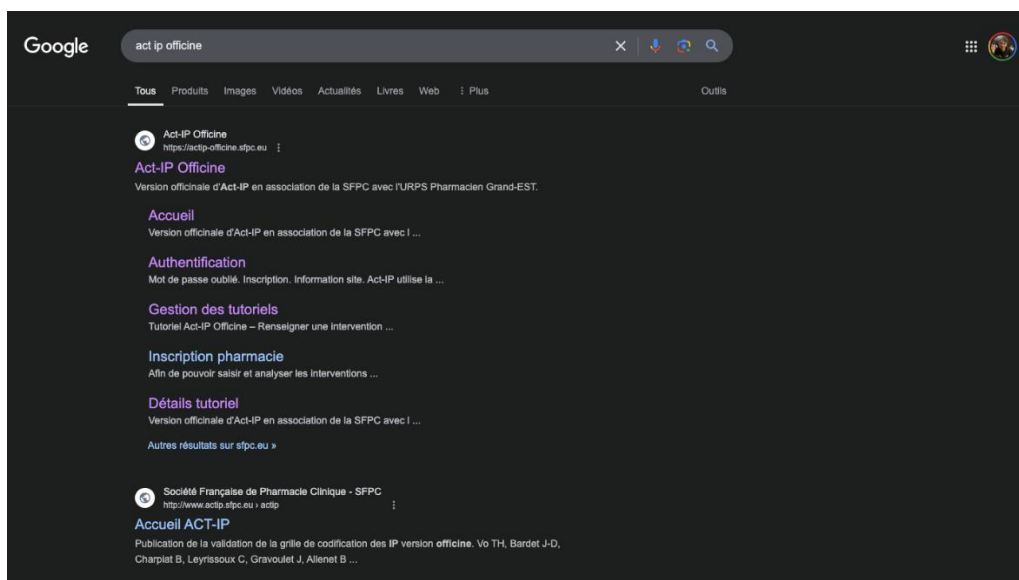 Google
act ip officine
Tous Produits Images Vidéos Actualités Livres Web Plus Outils
Act-IP Officine
https://actip-officine.sfpc.eu
Act-IP Officine
Version officinale d'Act-IP en association de la SFPC avec l'URPS Pharmacien Grand-EST.
Accueil
Version officinale d'Act-IP en association de la SFPC avec l ...
Authentification
Mot de passe oublié. Inscription. Information site. Act-IP utilise la ...
Gestion des tutoriels
Tutoriel Act-IP Officine – Renseigner une intervention ...
Inscription pharmacie
Afin de pouvoir saisir et analyser les interventions ...
Détails tutoriel
Version officinale d'Act-IP en association de la SFPC avec l ...
Autres résultats sur sfpc.eu »
Société Française de Pharmacie Clinique - SFPC
http://www.actip.sfpc.eu › actip
Accueil ACT-IP
Publication de la validation de la grille de codification des IP version officine. Vo TH, Bardet J-D,
Charpiat B, Leyrissoux C, Gravoulet J, Allenet B ...